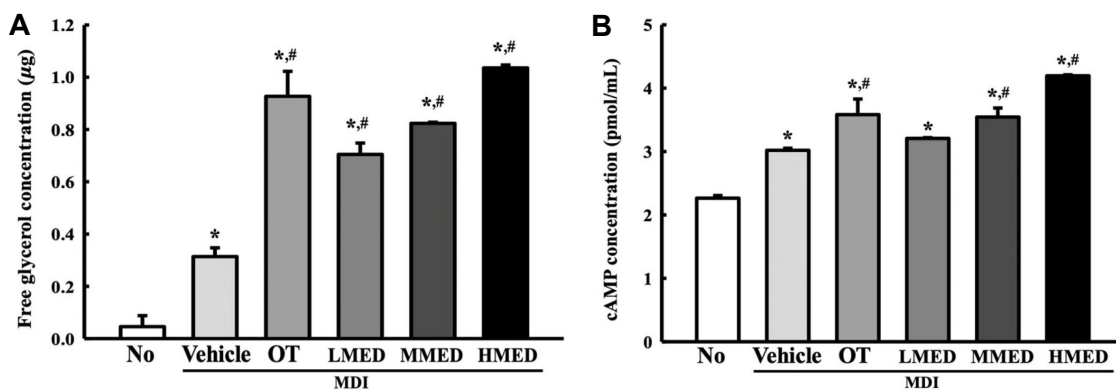 A
Free glycerol concentration (μg)
1.2
1.0
0.8
0.6
0.4
0.2
0.0
*
*,#
*,#
*,#
*,#
No Vehicle OT LMED MMED HMED
MDI
B
cAMP concentration (pmol/mL)
5
4
3
2
1
0
*
*,#
*
*,#
*,#
No Vehicle OT LMED MMED HMED
MDI